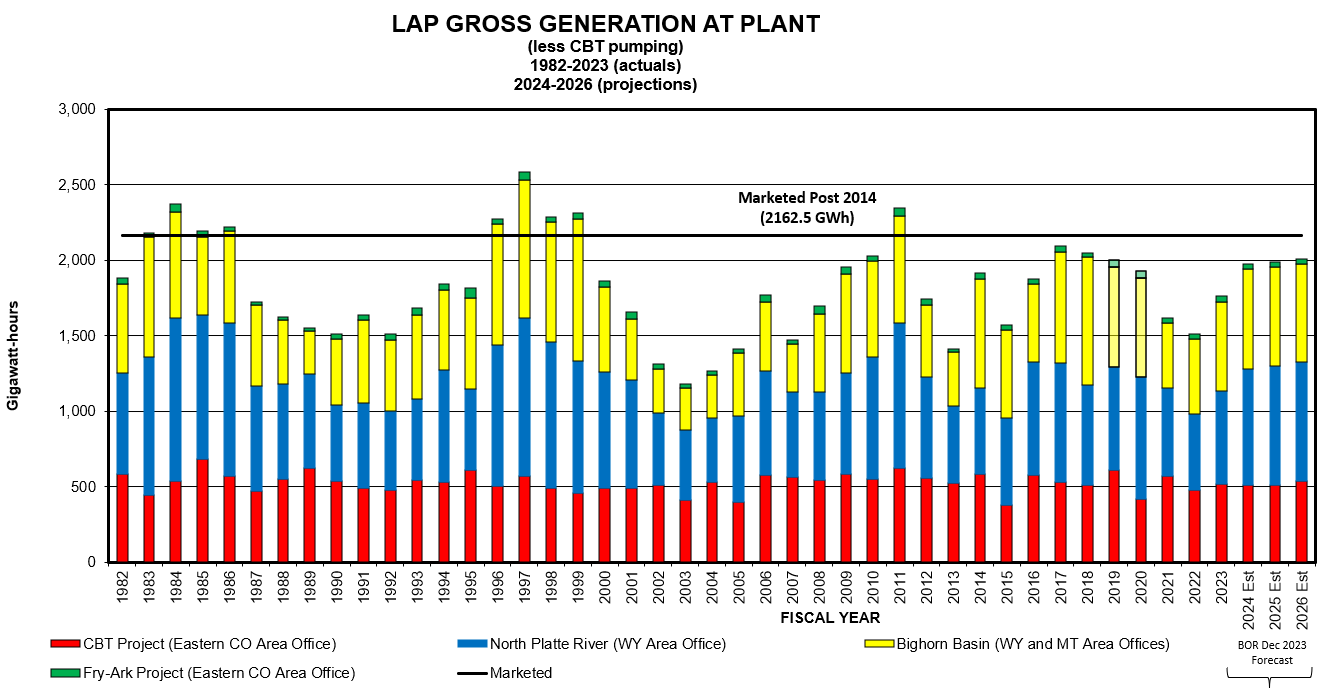 LAP GROSS GENERATION AT PLANT
(less CBT pumping)
1982-2023 (actuals)
2024-2026 (projections)
3,000
2,500
2,000
1,500
1,000
500
0
Gigawatt-hours
Marketed Post 2014
(2162.5 GWh)
1982
1983
1984
1985
1986
1987
1988
1989
1990
1991
1992
1993
1994
1995
1996
1997
1998
1999
2000
2001
2002
2003
2004
2005
2006
2007
2008
2009
2010
2011
2012
2013
2014
2015
2016
2017
2018
2019
2020
2021
2022
2023
2024 Est
2025 Est
2026 Est
FISCAL YEAR
CBT Project (Eastern CO Area Office)
North Platte River (WY Area Office)
Bighorn Basin (WY and MT Area Offices)
Fry-Ark Project (Eastern CO Area Office)
Marketed
BOR Dec 2023
Forecast